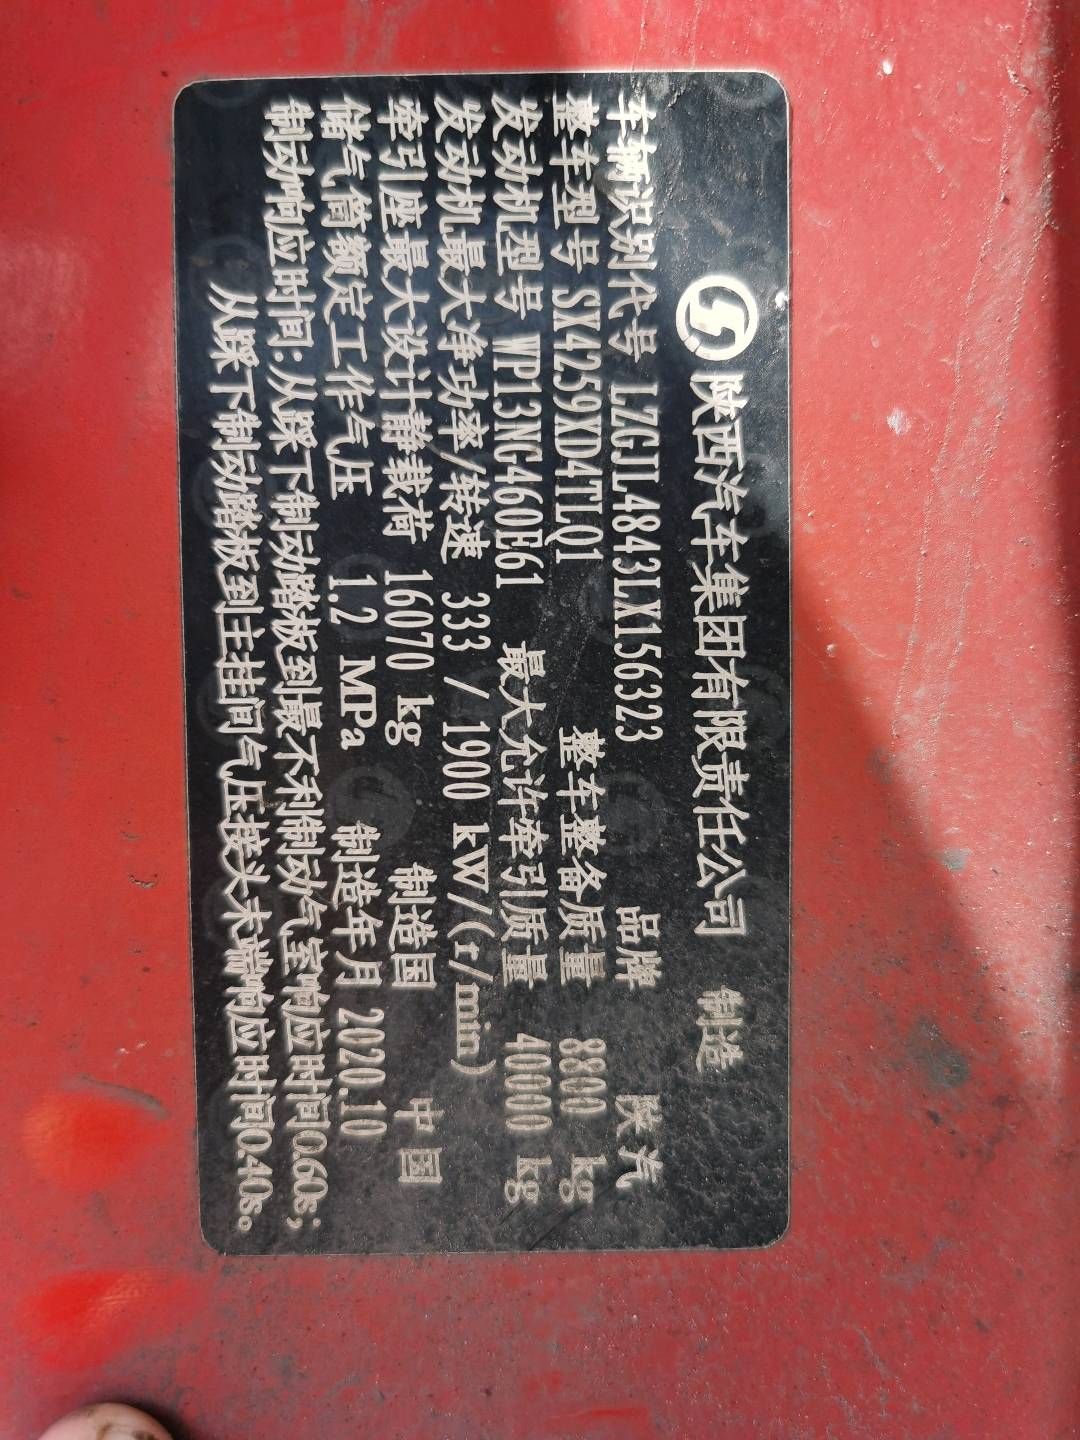 陕西汽车集团有限责任公司 制造
车辆识别代号 LZGJL4843LX156323 品牌 陕汽
整车型号 SX4259XD4TLQ1 整车整备质量 8800 kg
发动机型号 WP13NG460E61 最大允许牵引质量 40000 kg
发动机最大净功率/转速 333 / 1900 kW/(r/min)
牵引座最大设计静载荷 16070 kg 制造国 中国
储气筒额定工作气压 1.2 MPa 制造年月 2020.10
制动响应时间:从踩下制动踏板到最不利制动气室响应时间0.60s;
从踩下制动踏板到主挂间气压接头末端响应时间0.40s。